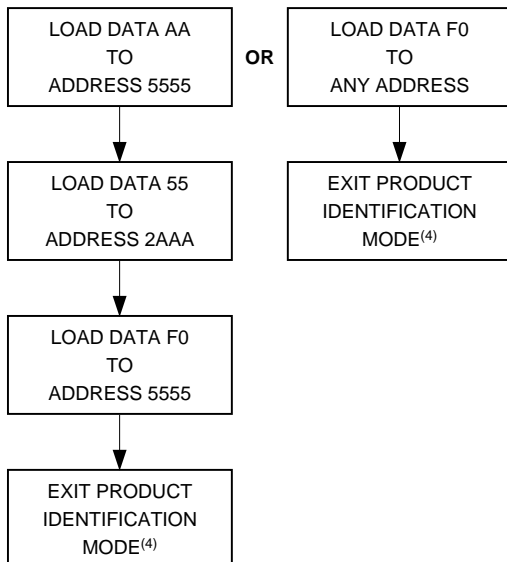 LOAD DATA AA
TO
ADDRESS 5555
OR
LOAD DATA F0
TO
ANY ADDRESS
LOAD DATA 55
TO
ADDRESS 2AAA
EXIT PRODUCT
IDENTIFICATION
MODE(4)
LOAD DATA F0
TO
ADDRESS 5555
EXIT PRODUCT
IDENTIFICATION
MODE(4)